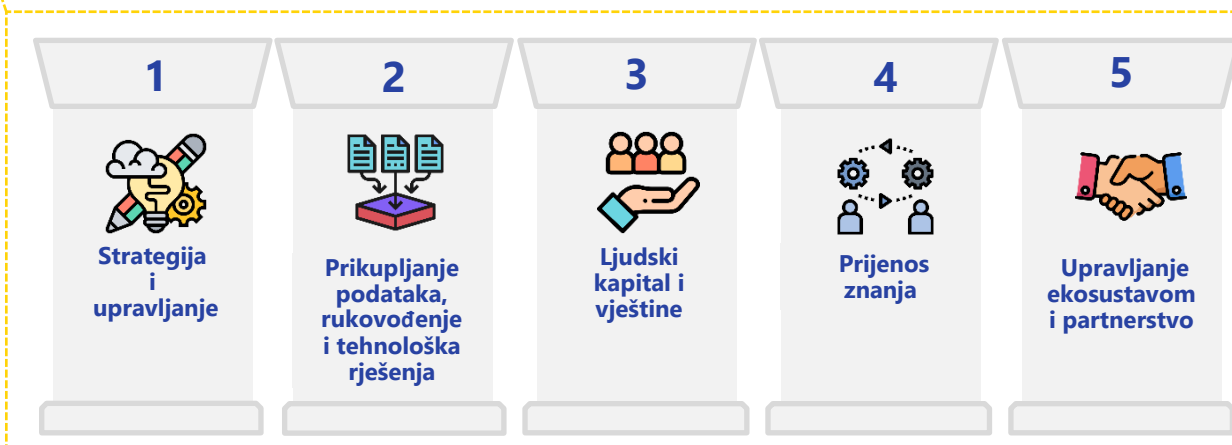 1
Strategija
i
upravljanje
2
Prikupljanje
podataka,
rukovođenje
i tehnološka
rješenja
3
Ljudski
kapital i
vještine
4
Prijenos
znanja
5
Upravljanje
ekosustavom
i partnerstvo